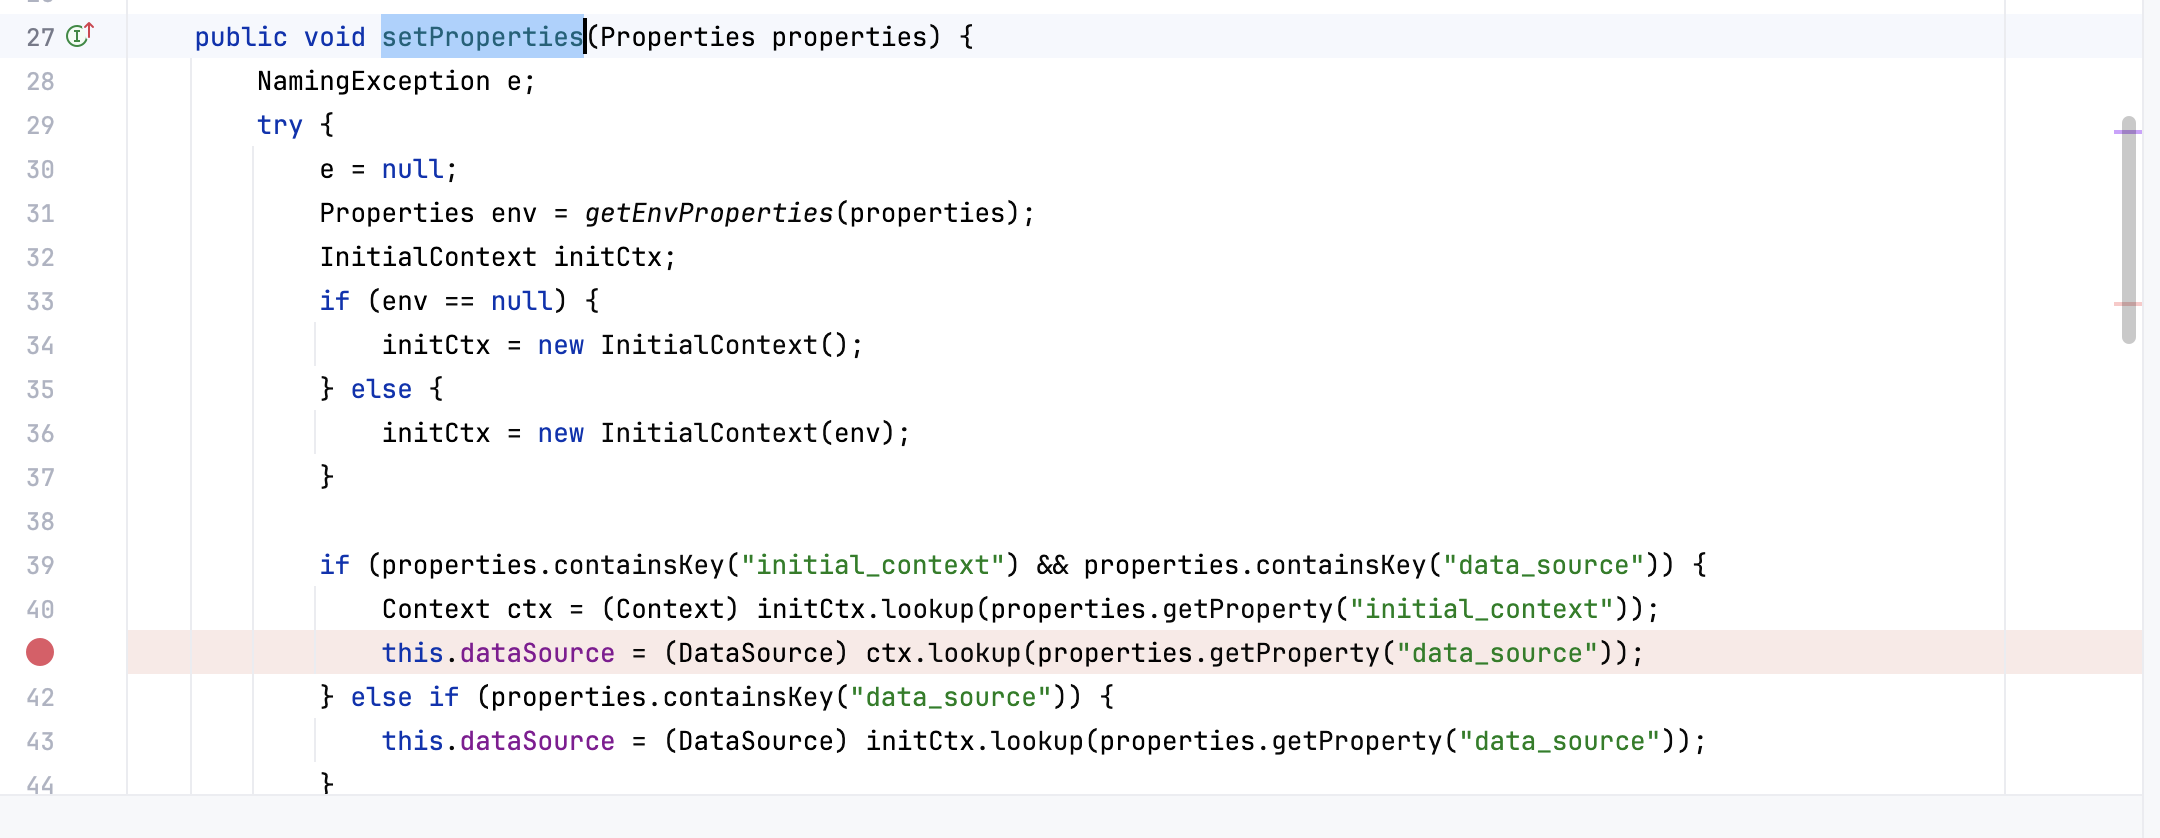 27 public void setProperties(Properties properties) {
28 NamingException e;
29 try {
30 e = null;
31 Properties env = getEnvProperties(properties);
32 InitialContext initCtx;
33 if (env == null) {
34 initCtx = new InitialContext();
35 } else {
36 initCtx = new InitialContext(env);
37 }
38
39 if (properties.containsKey("initial_context") && properties.containsKey("data_source")) {
40 Context ctx = (Context) initCtx.lookup(properties.getProperty("initial_context"));
this.dataSource = (DataSource) ctx.lookup(properties.getProperty("data_source"));
42 } else if (properties.containsKey("data_source")) {
43 this.dataSource = (DataSource) initCtx.lookup(properties.getProperty("data_source"));
44 }